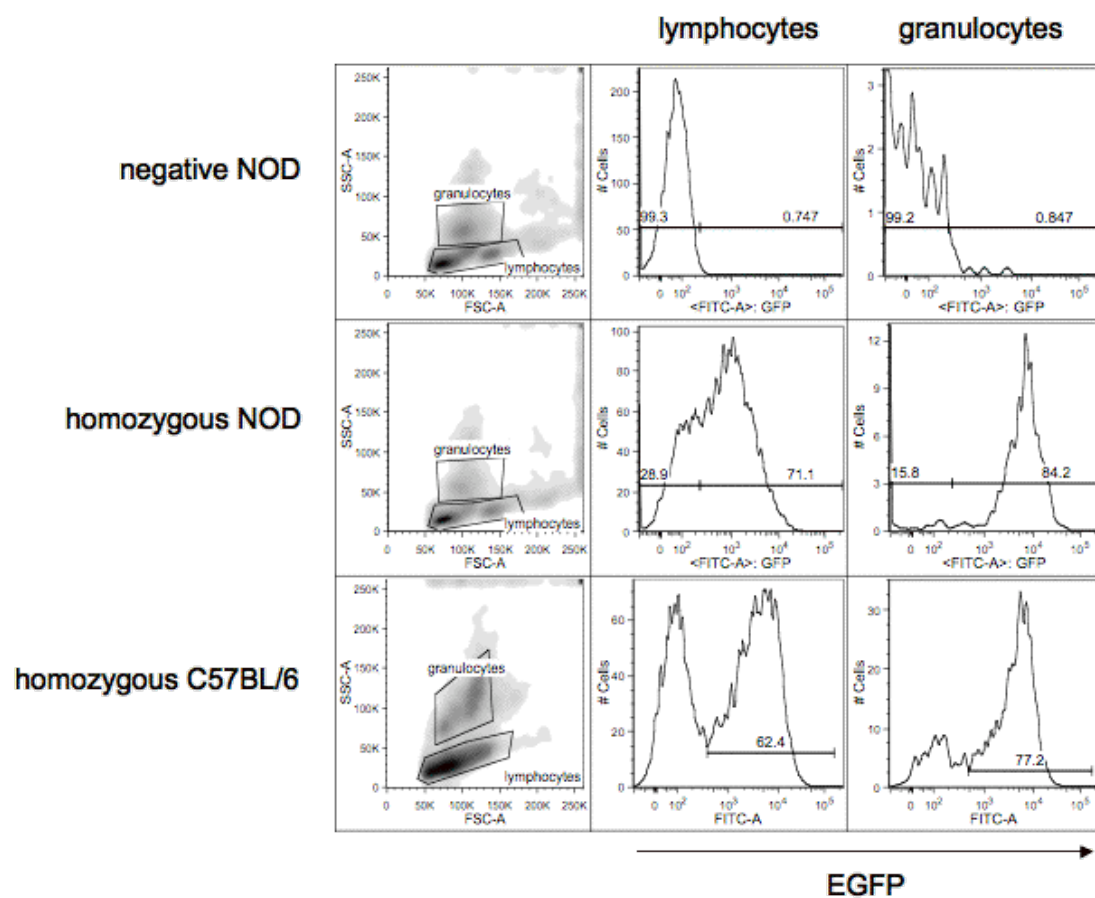 lymphocytes granulocytes
negative NOD
250K
200K
150K
100K
50K
0
SSC-A
granulocytes
lymphocytes
0 50K 100K 150K 200K 250K
FSC-A
200
150
100
50
0
# Cells
99.3 0.747
0 10² 10³ 10⁴ 10⁵
<FITC-A>: GFP
3
2
1
0
# Cells
99.2 0.847
0 10² 10³ 10⁴ 10⁵
<FITC-A>: GFP
homozygous NOD
250K
200K
150K
100K
50K
0
SSC-A
granulocytes
lymphocytes
0 50K 100K 150K 200K 250K
FSC-A
100
80
60
40
20
0
# Cells
28.9 71.1
0 10² 10³ 10⁴ 10⁵
<FITC-A>: GFP
12
9
6
3
0
# Cells
15.8 84.2
0 10² 10³ 10⁴ 10⁵
<FITC-A>: GFP
homozygous C57BL/6
250K
200K
150K
100K
50K
0
SSC-A
granulocytes
lymphocytes
0 50K 100K 150K 200K 250K
FSC-A
60
40
20
0
# Cells
62.4
0 10² 10³ 10⁴ 10⁵
FITC-A
30
20
10
0
# Cells
77.2
0 10² 10³ 10⁴ 10⁵
FITC-A
EGFP